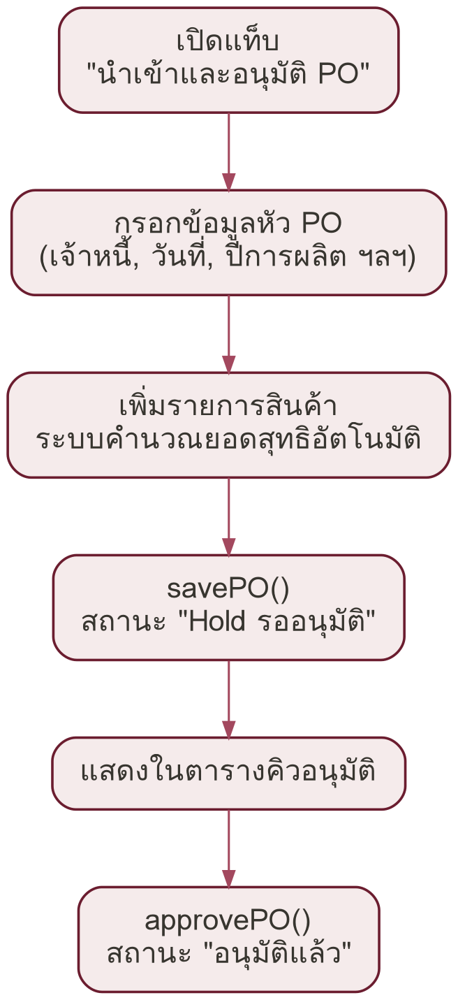 เปิดแท็บ
"นำเข้าและอนุมัติ PO"
กรอกข้อมูลหัว PO
(เจ้าหนี้, วันที่, ปีการผลิต ฯลฯ)
เพิ่มรายการสินค้า
ระบบคำนวณยอดสุทธิอัตโนมัติ
savePO()
สถานะ "Hold รออนุมัติ"
แสดงในตารางคิวอนุมัติ
approvePO()
สถานะ "อนุมัติแล้ว"